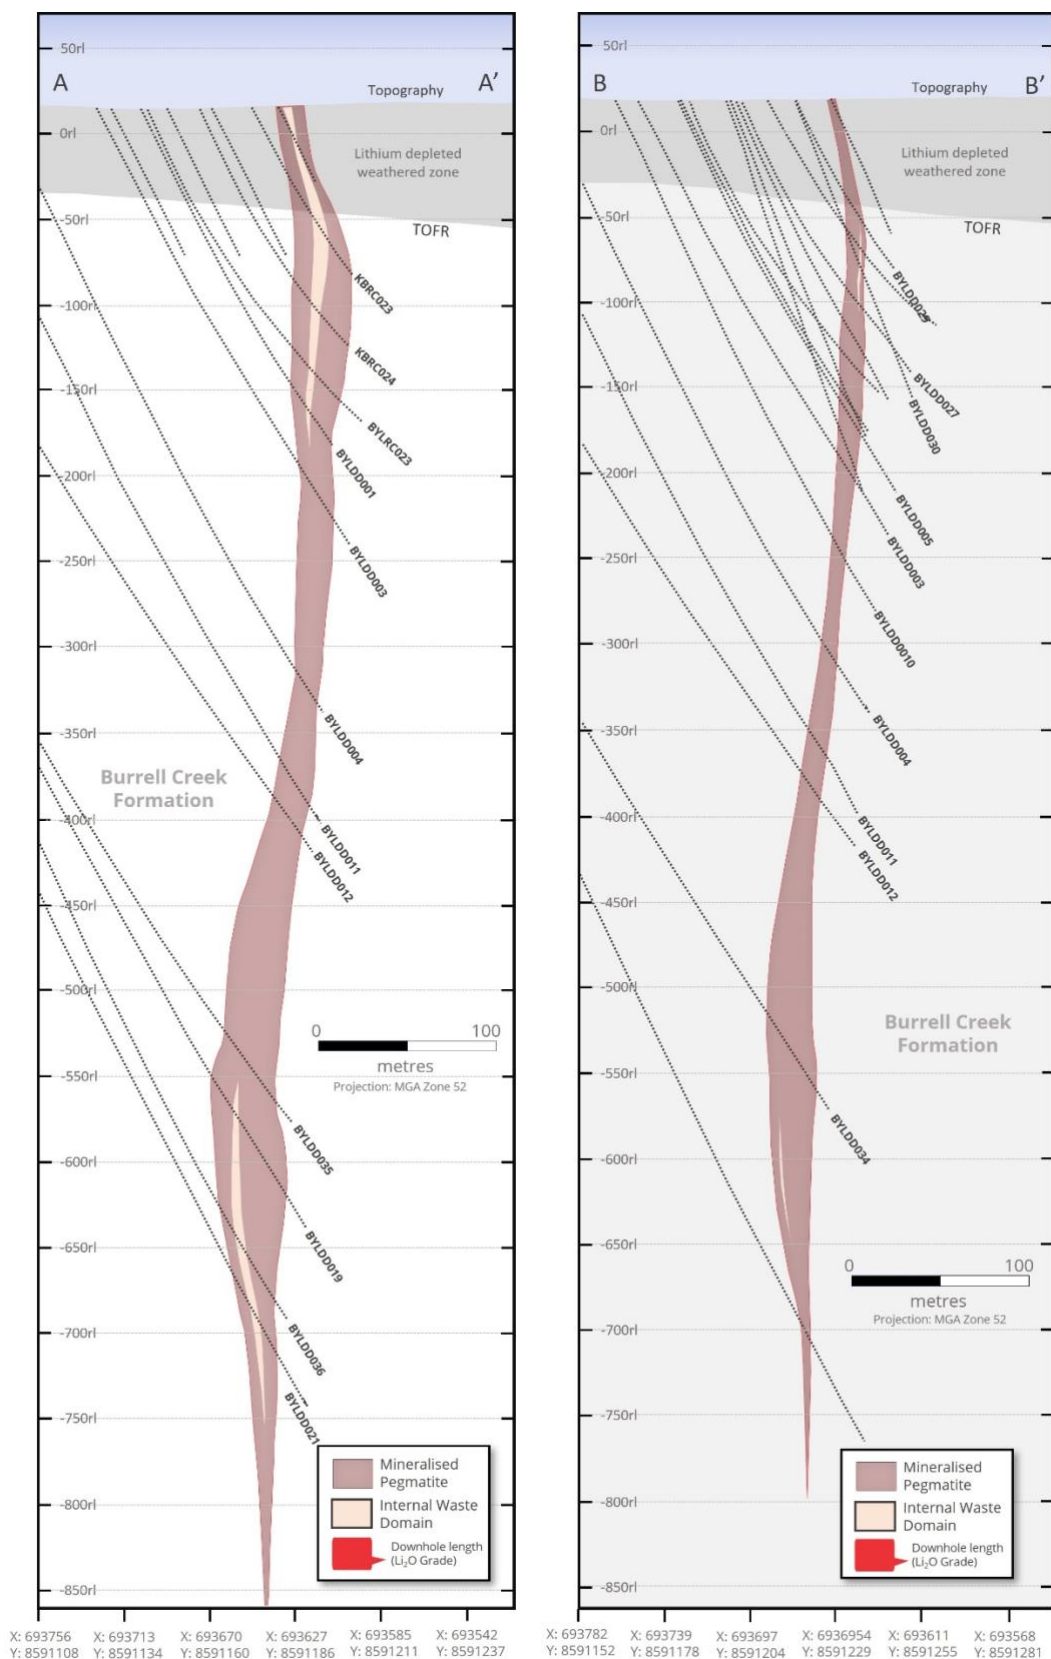 50rl
A
A'
Topography
0rl
Lithium depleted
weathered zone
-50rl
TOFR
KBRC023
-100rl
KBRC024
-150rl
BYLRC023
BYLDD001
-200rl
BYLDD003
-250rl
-300rl
BYLDD004
-350rl
Burrell Creek
Formation
-400rl
BYLDD011
BYLDD012
-450rl
-500rl
0 100
metres
Projection: MGA Zone 52
-550rl
BYLDD035
-600rl
BYLDD019
-650rl
BYLDD036
-700rl
BYLDD021
-750rl
Mineralised
Pegmatite
Internal Waste
Domain
Downhole length
(Li₂O Grade)
-800rl
-850rl
X: 693756 X: 693713 X: 693670 X: 693627 X: 693585 X: 693542
Y: 8591108 Y: 8591134 Y: 8591160 Y: 8591186 Y: 8591211 Y: 8591237
50rl
B
B'
Topography
0rl
Lithium depleted
weathered zone
-50rl
TOFR
BYLDD029
-100rl
BYLDD027
-150rl
BYLDD030
-200rl
BYLDD005
BYLDD003
-250rl
BYLDD0010
-300rl
BYLDD004
-350rl
-400rl
BYLDD011
BYLDD012
-450rl
-500rl
Burrell Creek
Formation
-550rl
BYLDD034
-600rl
-650rl
0 100
metres
Projection: MGA Zone 52
-700rl
-750rl
Mineralised
Pegmatite
Internal Waste
Domain
Downhole length
(Li₂O Grade)
-800rl
-850rl
X: 693782 X: 693739 X: 693697 X: 6936954 X: 693611 X: 693568
Y: 8591152 Y: 8591178 Y: 8591204 Y: 8591229 Y: 8591255 Y: 8591281